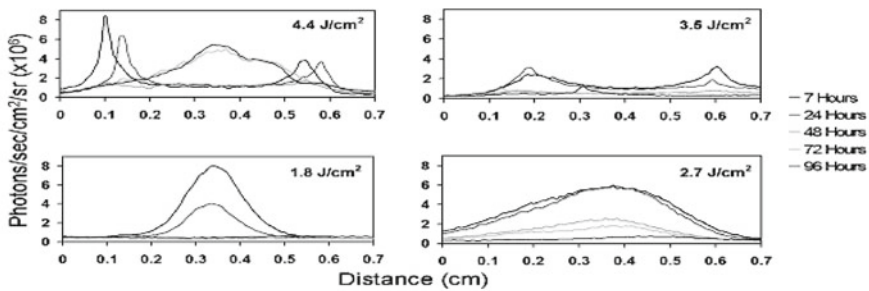 Photons/sec/cm²/sr (x10⁶)
4.4 J/cm²
8
6
4
2
0
0 0.1 0.2 0.3 0.4 0.5 0.6 0.7
3.5 J/cm²
8
6
4
2
0
0 0.1 0.2 0.3 0.4 0.5 0.6 0.7
1.8 J/cm²
8
6
4
2
0
0 0.1 0.2 0.3 0.4 0.5 0.6 0.7
2.7 J/cm²
8
6
4
2
0
0 0.1 0.2 0.3 0.4 0.5 0.6 0.7
7 Hours
24 Hours
48 Hours
72 Hours
96 Hours
Distance (cm)